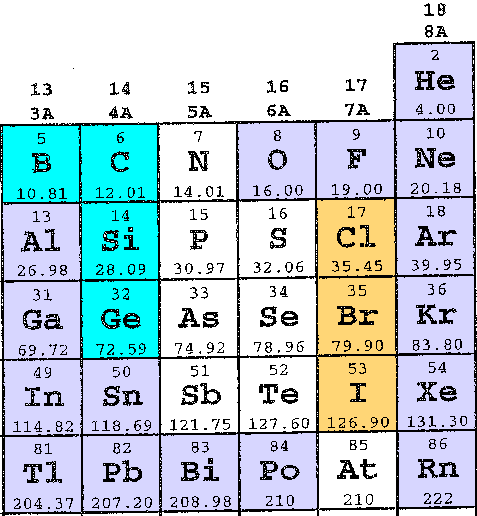 18
8A
13 14 15 16 17
3A 4A 5A 6A 7A
2
He
4.00
5 6 7 8 9 10
B C N O F Ne
10.81 12.01 14.01 16.00 19.00 20.18
13 14 15 16 17 18
Al Si P S Cl Ar
26.98 28.09 30.97 32.06 35.45 39.95
31 32 33 34 35 36
Ga Ge As Se Br Kr
69.72 72.59 74.92 78.96 79.90 83.80
49 50 51 52 53 54
In Sn Sb Te I Xe
114.82 118.69 121.75 127.60 126.90 131.30
81 82 83 84 85 86
Tl Pb Bi Po At Rn
204.37 207.20 208.98 210 210 222